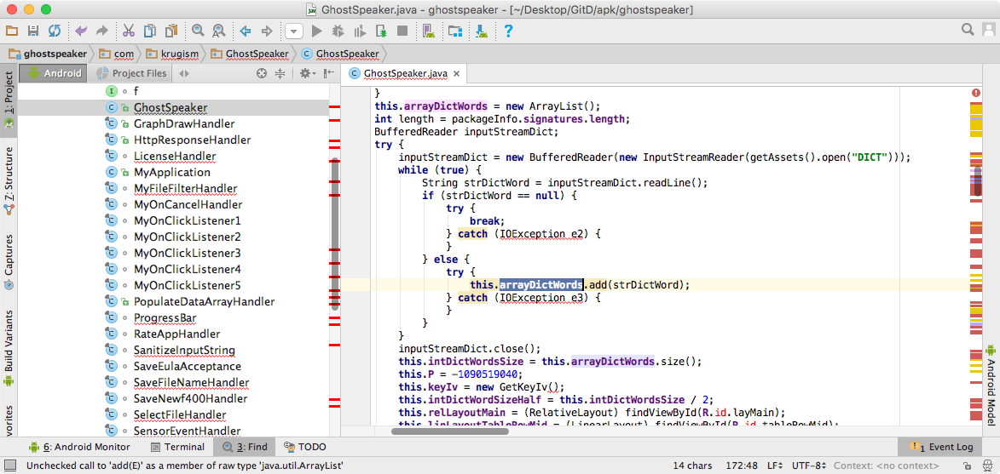 GhostSpeaker.java - ghostspeaker - [~/Desktop/GitD/apk/ghostspeaker]
ghostspeaker com krugism GhostSpeaker GhostSpeaker
1: Project
Z: Structure
Captures
Build Variants
vorites
Android Project Files
f
GhostSpeaker
GraphDrawHandler
HttpResponseHandler
LicenseHandler
MyApplication
MyFileFilterHandler
MyOnCancelHandler
MyOnClickListener1
MyOnClickListener2
MyOnClickListener3
MyOnClickListener4
MyOnClickListener5
PopulateDataArrayHandler
ProgressBar
RateAppHandler
SanitizeInputString
SaveEulaAcceptance
SaveFileNameHandler
SaveNewf400Handler
SelectFileHandler
SensorEventHandler
GhostSpeaker.java
}
this.arrayDictWords = new ArrayList();
int length = packageInfo.signatures.length;
BufferedReader inputStreamDict;
try {
inputStreamDict = new BufferedReader(new InputStreamReader(getAssets().open("DICT")));
while (true) {
String strDictWord = inputStreamDict.readLine();
if (strDictWord == null) {
try {
break;
} catch (IOException e2) {
}
} else {
try {
this.arrayDictWords.add(strDictWord);
} catch (IOException e3) {
}
}
}
inputStreamDict.close();
this.intDictWordsSize = this.arrayDictWords.size();
this.P = -1090519040;
this.keyIv = new GetKeyIv();
this.intDictWordSizeHalf = this.intDictWordsSize / 2;
this.relLayoutMain = (RelativeLayout) findViewById(R.id.layMain);
this.linLayoutTableRowMid = (LinearLayout) findViewById(R.id.tableRowMid);
Android Model
6: Android Monitor Terminal 3: Find TODO 1 Event Log
Unchecked call to 'add(E)' as a member of raw type 'java.util.ArrayList' 14 chars 172:48 LF÷ UTF-8÷ Context: <no context>